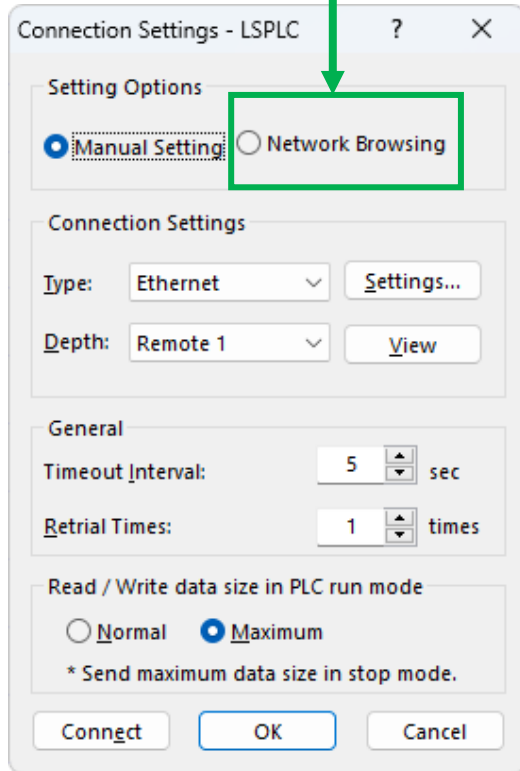 Connection Settings - LSPLC ? ×
Setting Options
Manual Setting Network Browsing
Connection Settings
Type: Ethernet Settings...
Depth: Remote 1 View
General
Timeout Interval: 5 sec
Retrial Times: 1 times
Read / Write data size in PLC run mode
Normal Maximum
* Send maximum data size in stop mode.
Connect OK Cancel